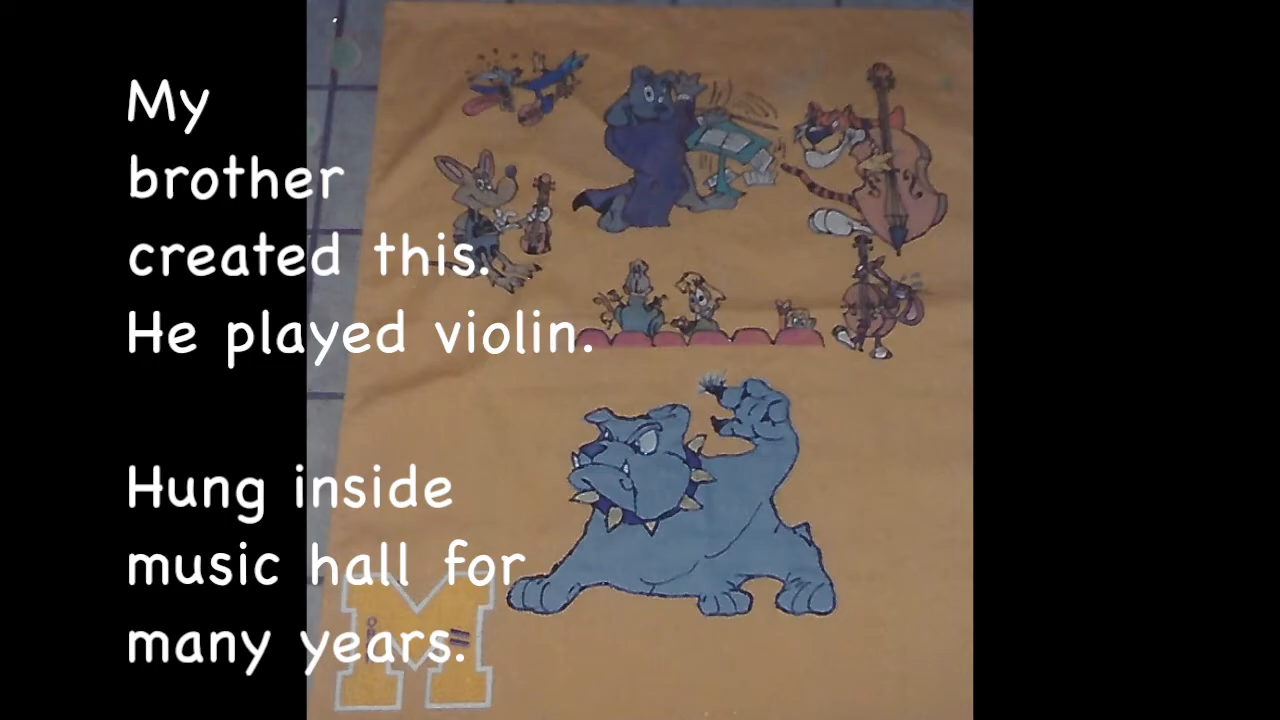 My
brother
created this.
He played violin.
Hung inside
music hall for
many years.
M